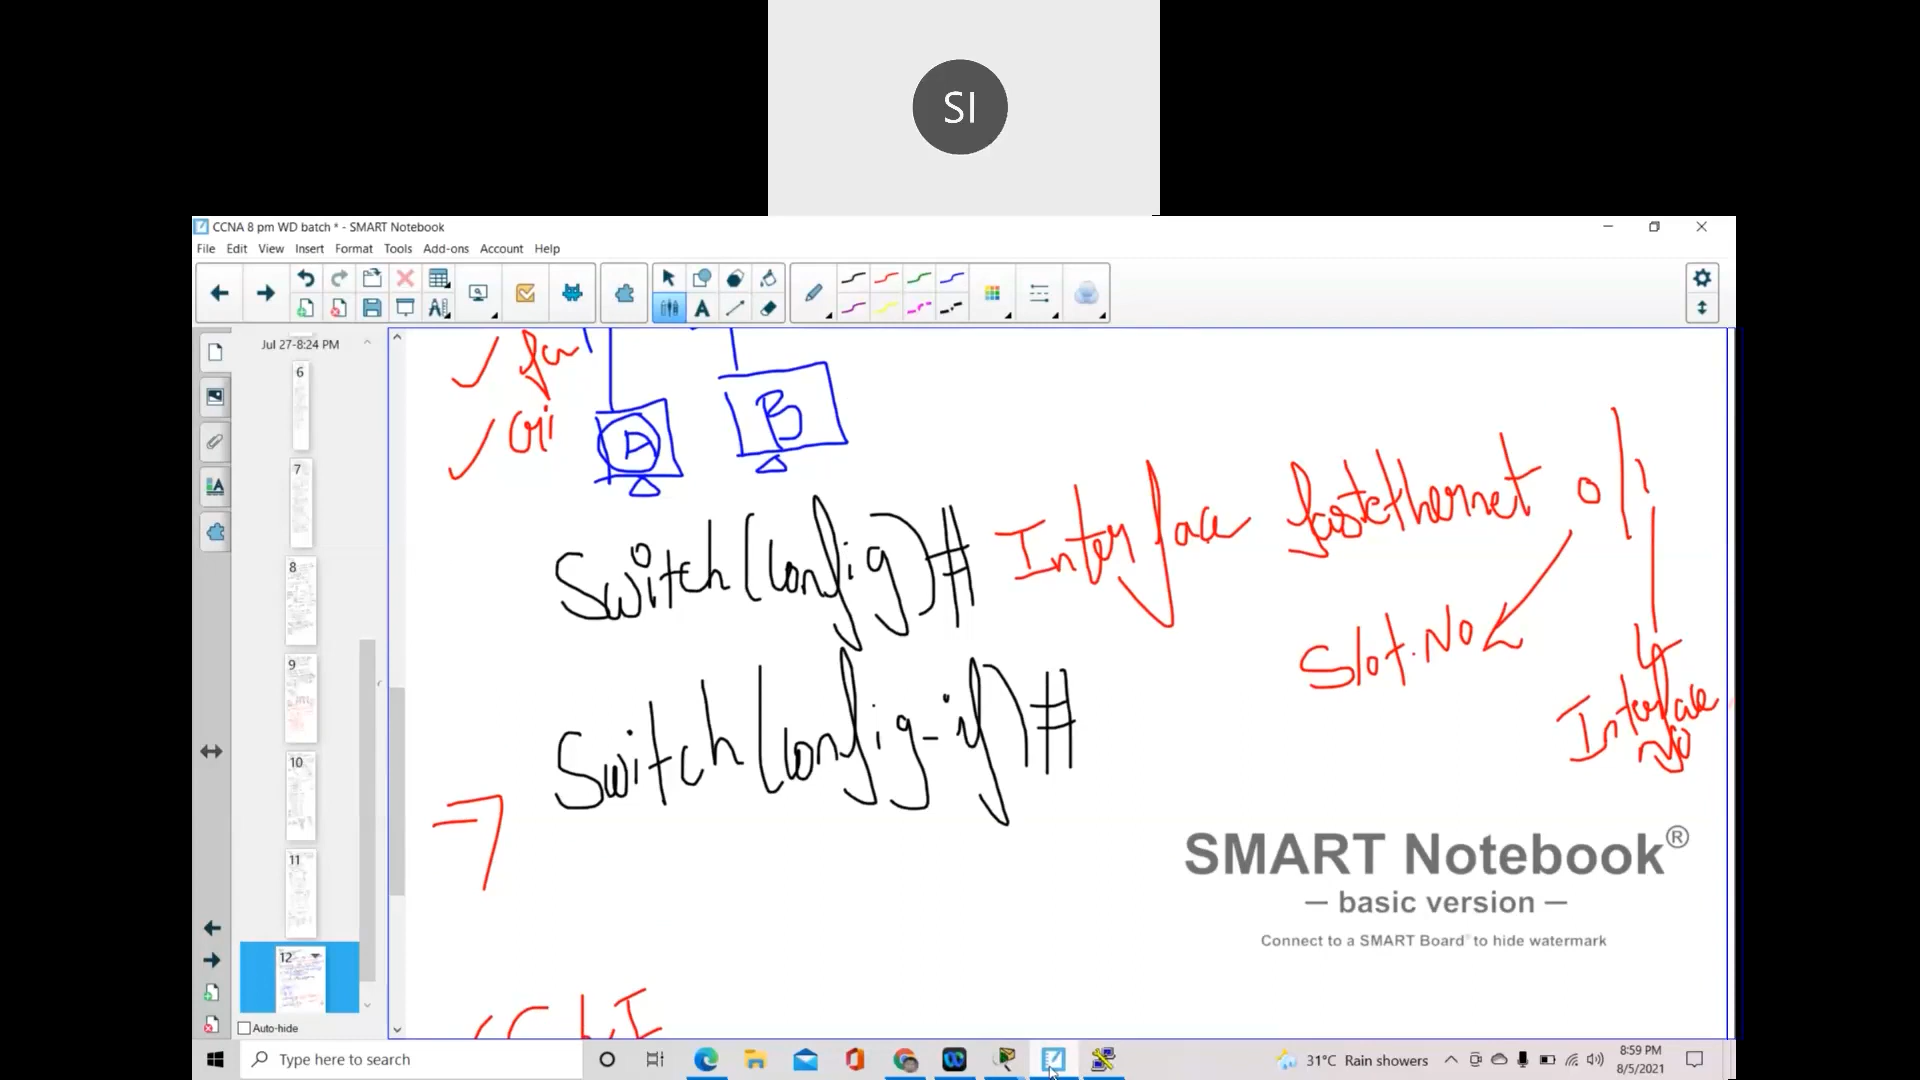 SI
CCNA 8 pm WD batch * - SMART Notebook
File Edit View Insert Format Tools Add-ons Account Help
Jul 27-8:24 PM
6
7
8
9
10
11
12
Auto-hide
A
B
Switch(config)# Interface fastethernet 0/1
Slot.No
Interface
No
Switch(config-if)#
SMART Notebook®
— basic version —
Connect to a SMART Board® to hide watermark
Type here to search
31°C Rain showers
8:59 PM
8/5/2021